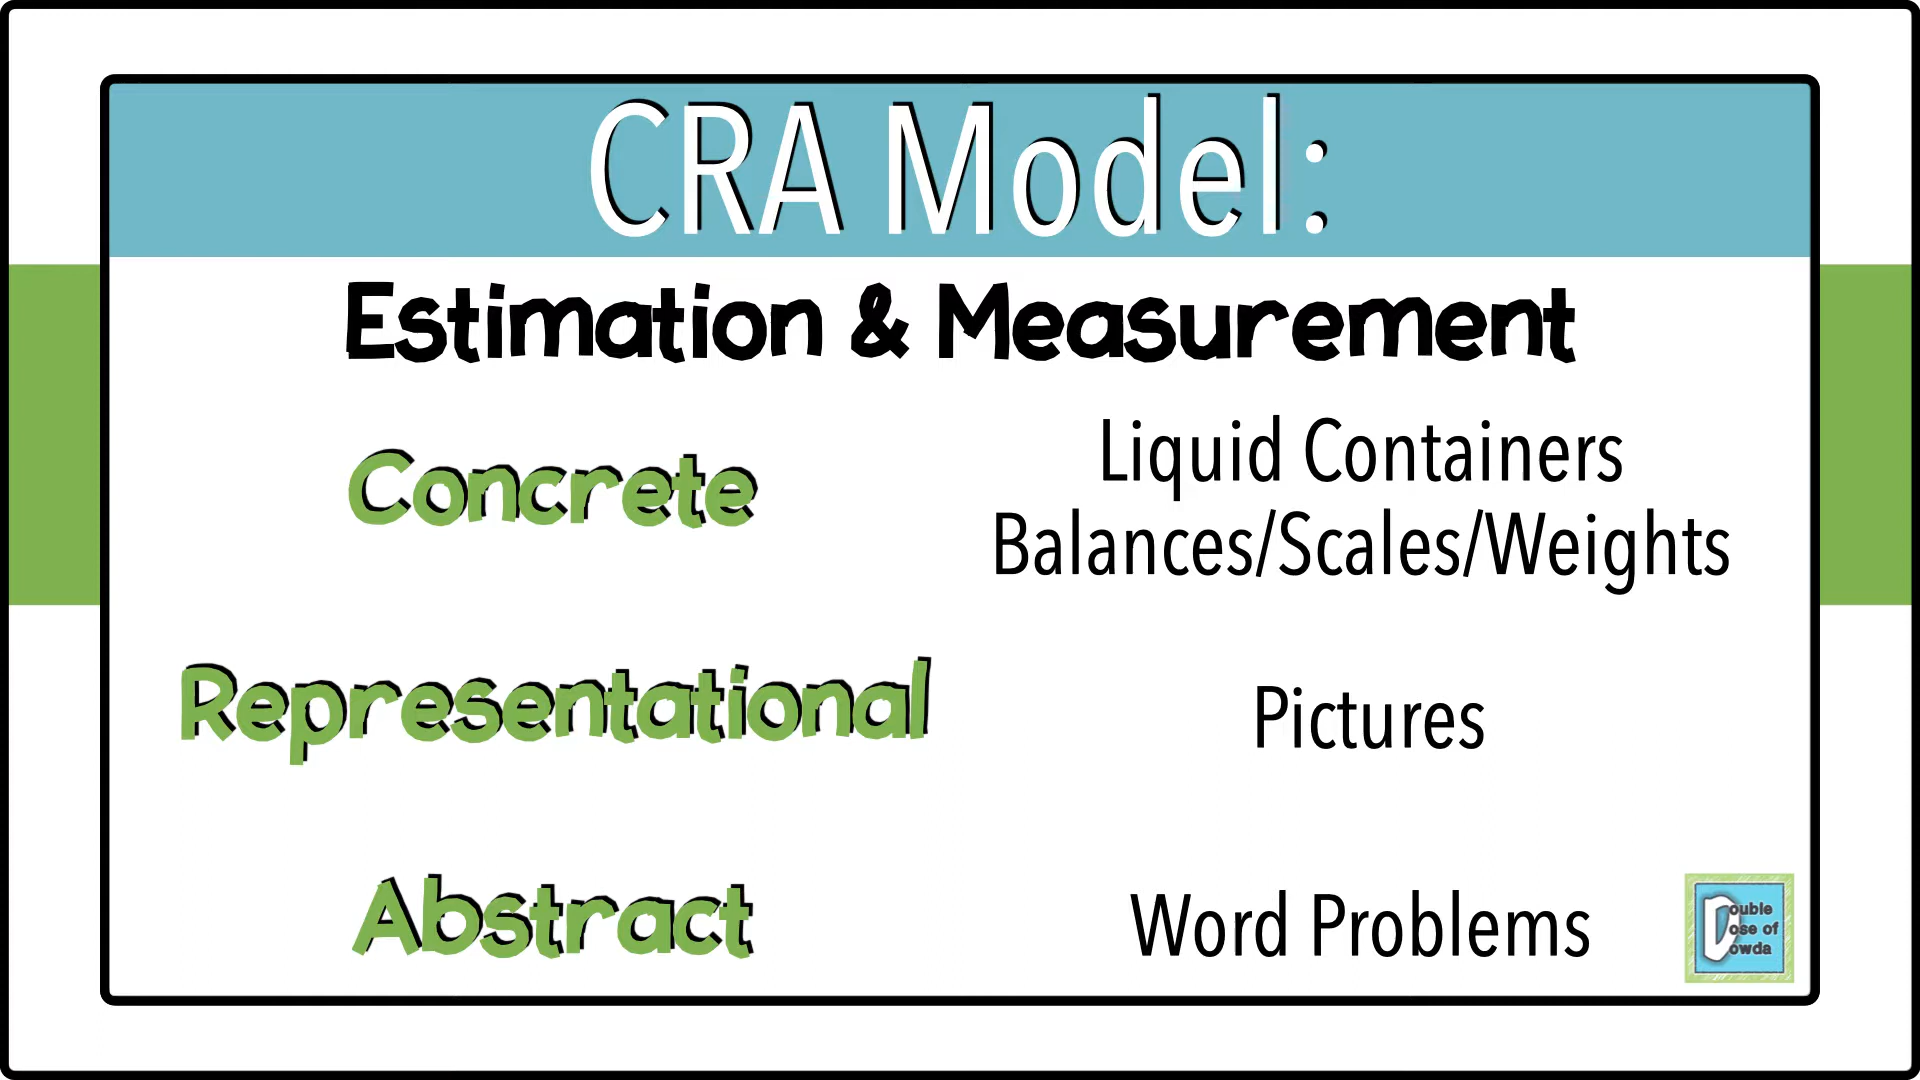 CRA Model:
Estimation & Measurement
Concrete
Liquid Containers
Balances/Scales/Weights
Representational
Pictures
Abstract
Word Problems
Double
Dose of
Dowda